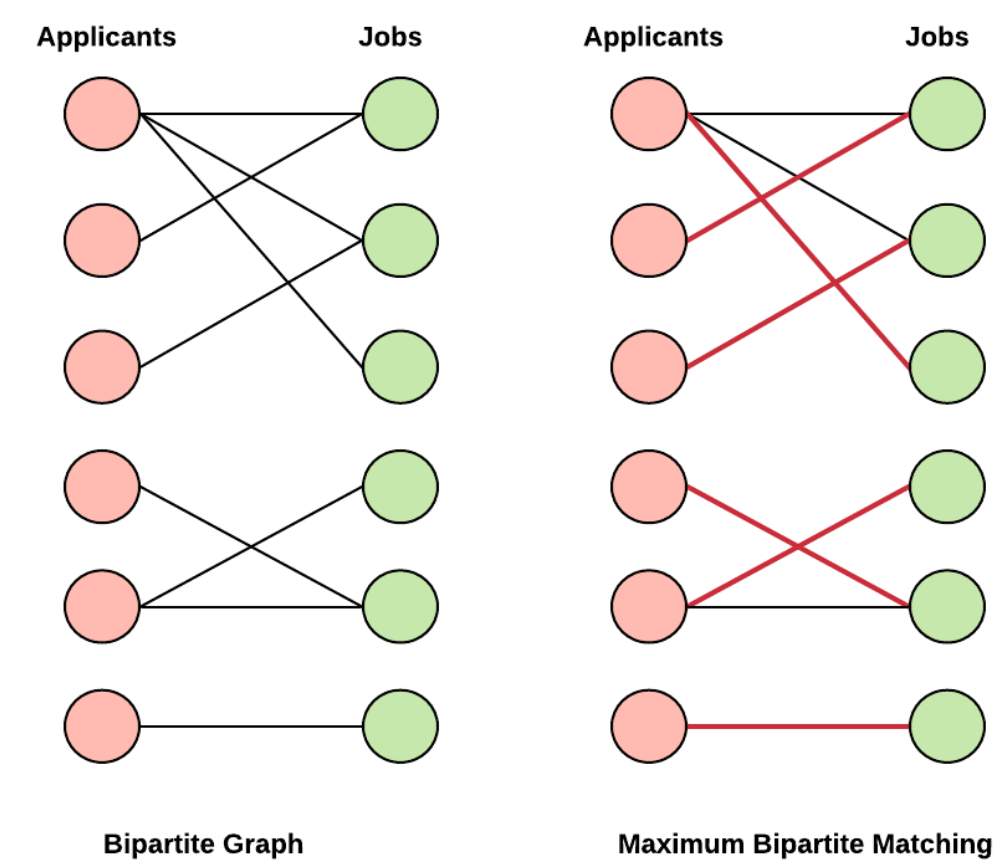 Applicants
Jobs
Applicants
Jobs
Bipartite Graph
Maximum Bipartite Matching